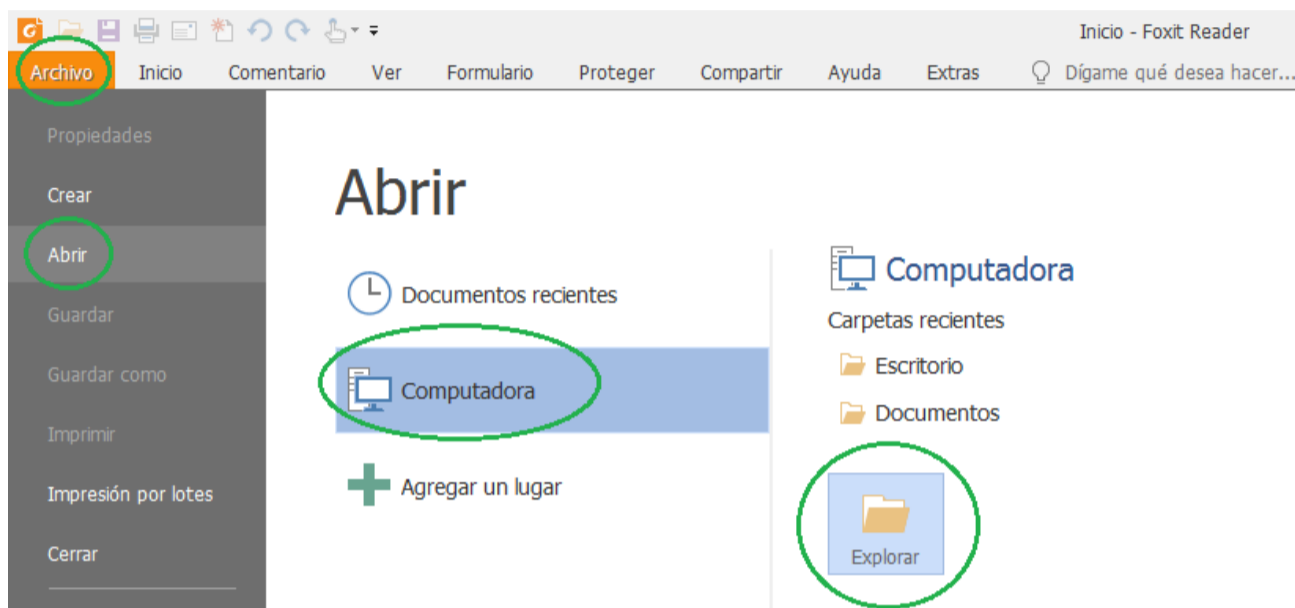 Inicio - Foxit Reader
Archivo Inicio Comentario Ver Formulario Proteger Compartir Ayuda Extras Dígame qué desea hacer...
Propiedades
Crear
Abrir
Guardar
Guardar como
Imprimir
Impresión por lotes
Cerrar
Abrir
Documentos recientes
Computadora
Agregar un lugar
Computadora
Carpetas recientes
Escritorio
Documentos
Explorar